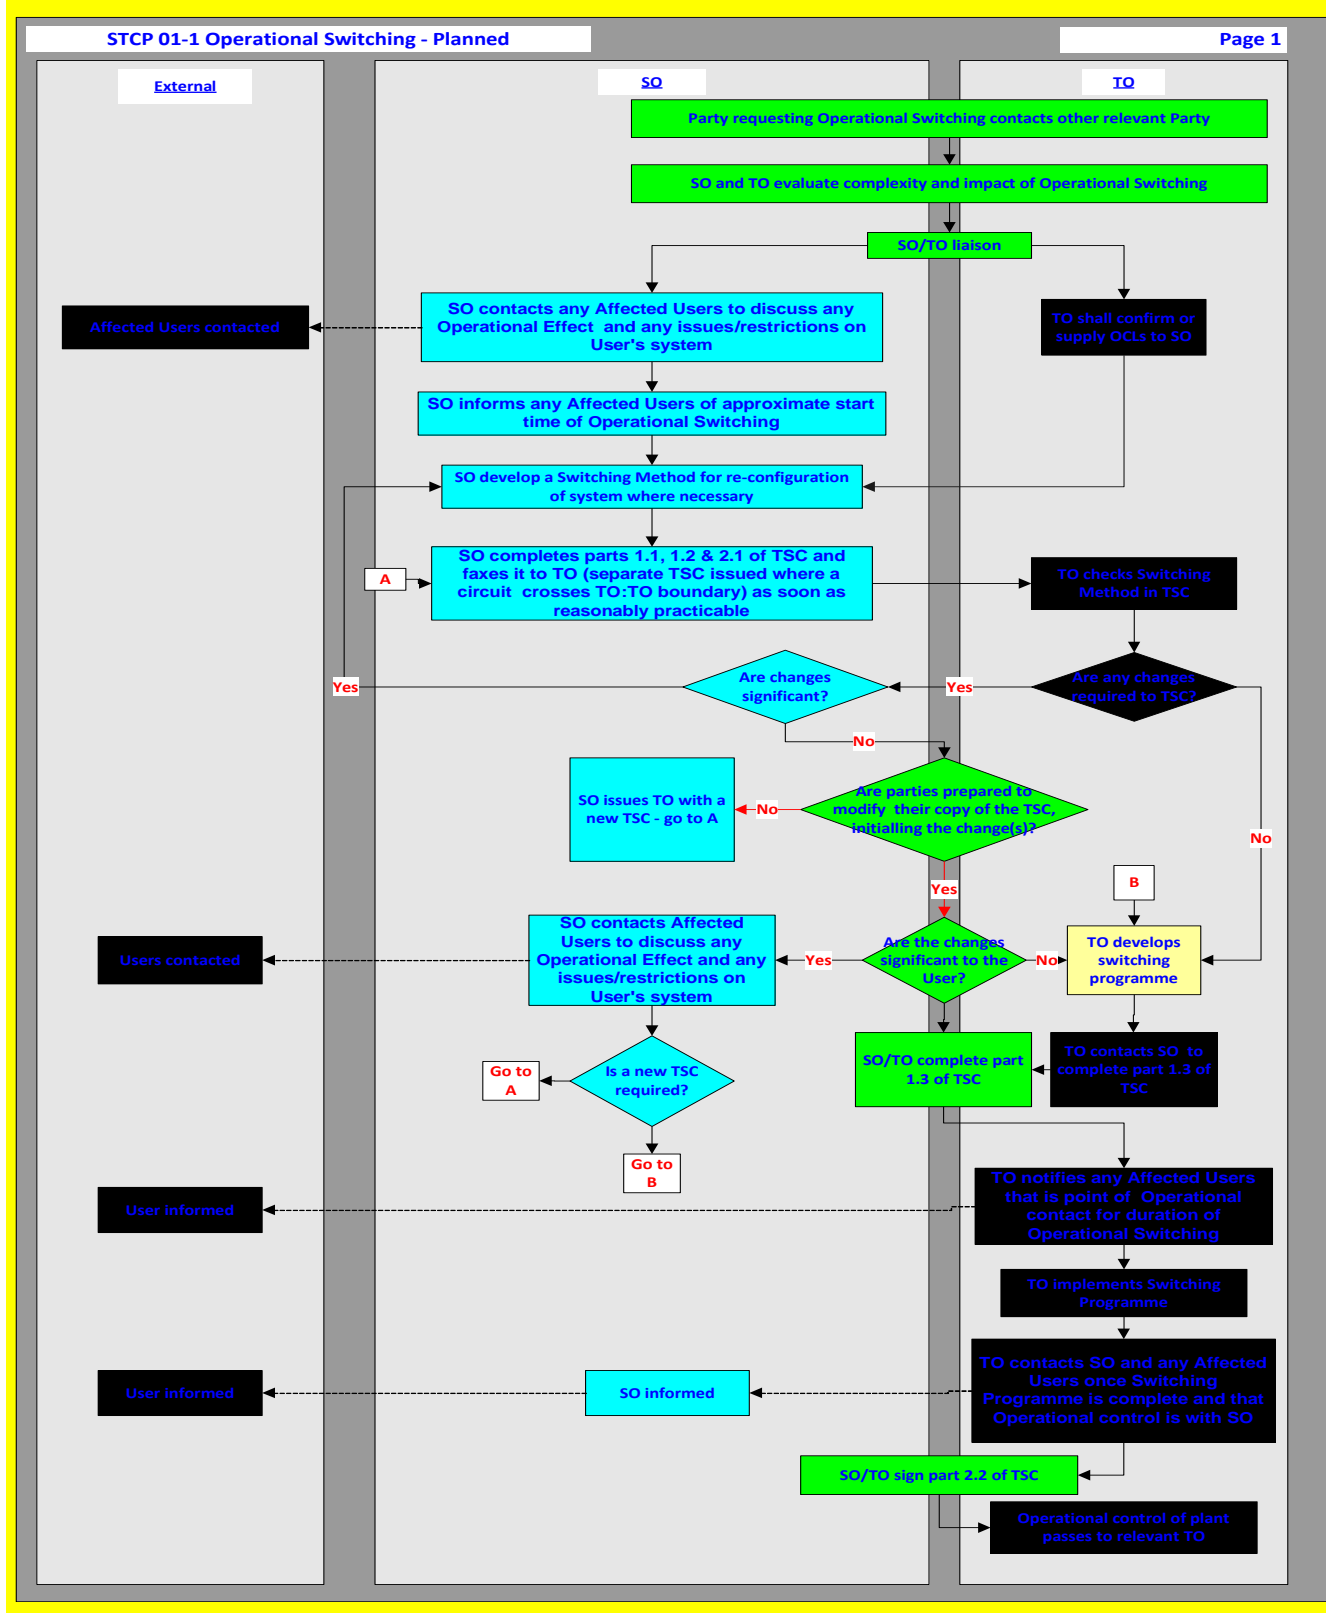 STCP 01-1 Operational Switching - Planned
Page 1
External
SO
TO
Party requesting Operational Switching contacts other relevant Party
SO and TO evaluate complexity and impact of Operational Switching
SO/TO liaison
Affected Users contacted
SO contacts any Affected Users to discuss any
Operational Effect and any issues/restrictions on
User's system
TO shall confirm or
supply OCLs to SO
SO informs any Affected Users of approximate start
time of Operational Switching
SO develop a Switching Method for re-configuration
of system where necessary
A
SO completes parts 1.1, 1.2 & 2.1 of TSC and
faxes it to TO (separate TSC issued where a
circuit crosses TO:TO boundary) as soon as
reasonably practicable
TO checks Switching
Method in TSC
Yes
Are changes
significant?
Yes
Are any changes
required to TSC?
No
SO issues TO with a
new TSC - go to A
No
Are parties prepared to
modify their copy of the TSC,
initialling the change(s)?
No
Yes
B
Users contacted
SO contacts Affected
Users to discuss any
Operational Effect and any
issues/restrictions on
User's system
Yes
Are the changes
significant to the
User?
No
TO develops
switching
programme
Go to
A
Is a new TSC
required?
SO/TO complete part
1.3 of TSC
TO contacts SO to
complete part 1.3 of
TSC
Go to
B
User informed
TO notifies any Affected Users
that is point of Operational
contact for duration of
Operational Switching
TO implements Switching
Programme
User informed
SO informed
TO contacts SO and any Affected
Users once Switching
Programme is complete and that
Operational control is with SO
SO/TO sign part 2.2 of TSC
Operational control of plant
passes to relevant TO